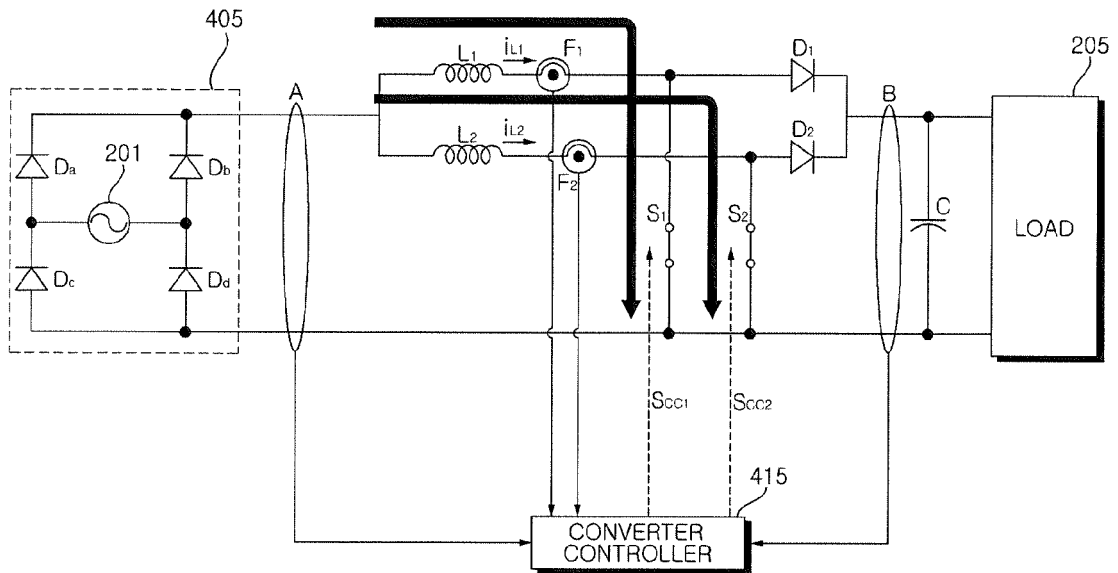 405
A
L1
iL1
F1
D1
B
205
201
Da
Db
L2
iL2
F2
D2
S1
S2
C
LOAD
Dc
Dd
SCC1
SCC2
415
CONVERTER
CONTROLLER